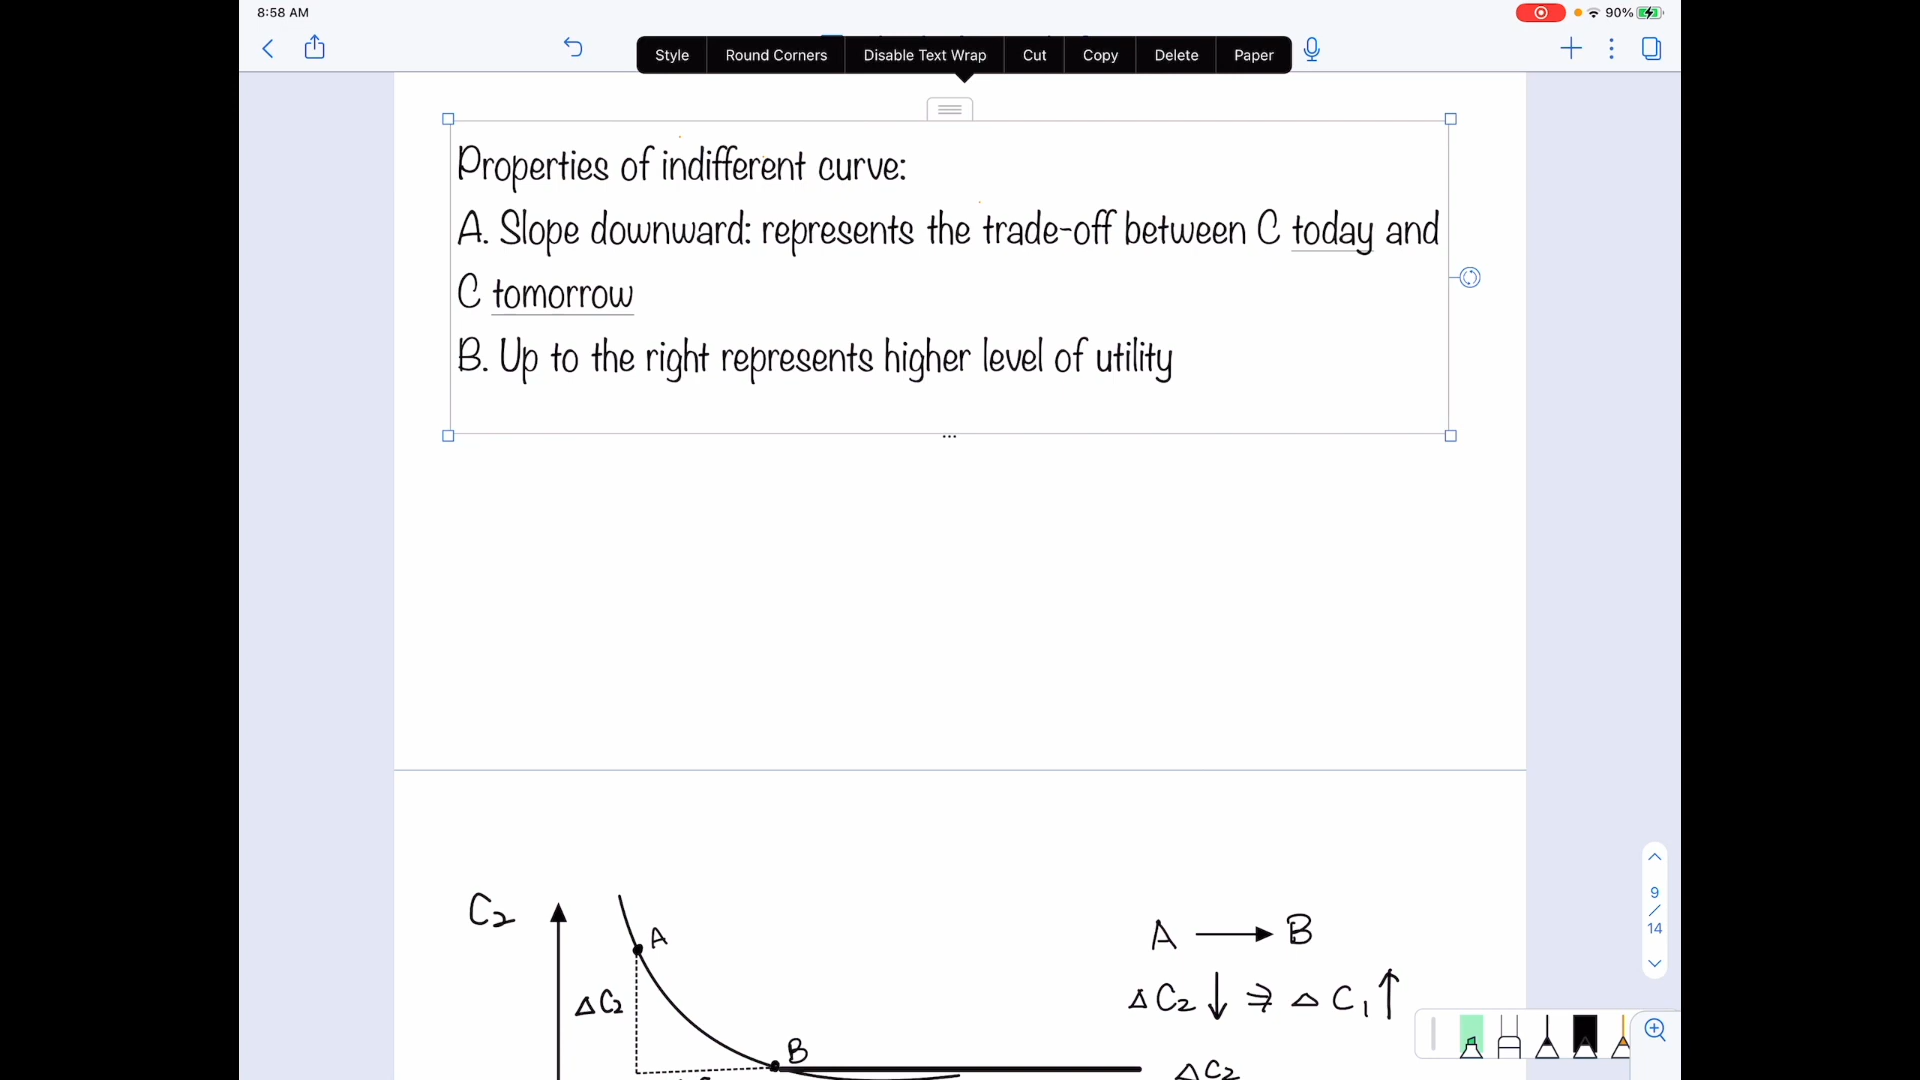 8:58 AM
90%
Style Round Corners Disable Text Wrap Cut Copy Delete Paper
Properties of indifferent curve:
A. Slope downward: represents the trade-off between C today and
C tomorrow
B. Up to the right represents higher level of utility
9
/
14
C₂
A
A → B
ΔC₂
ΔC₂ ↓ ⇒ ΔC₁ ↑
B
ΔC₂